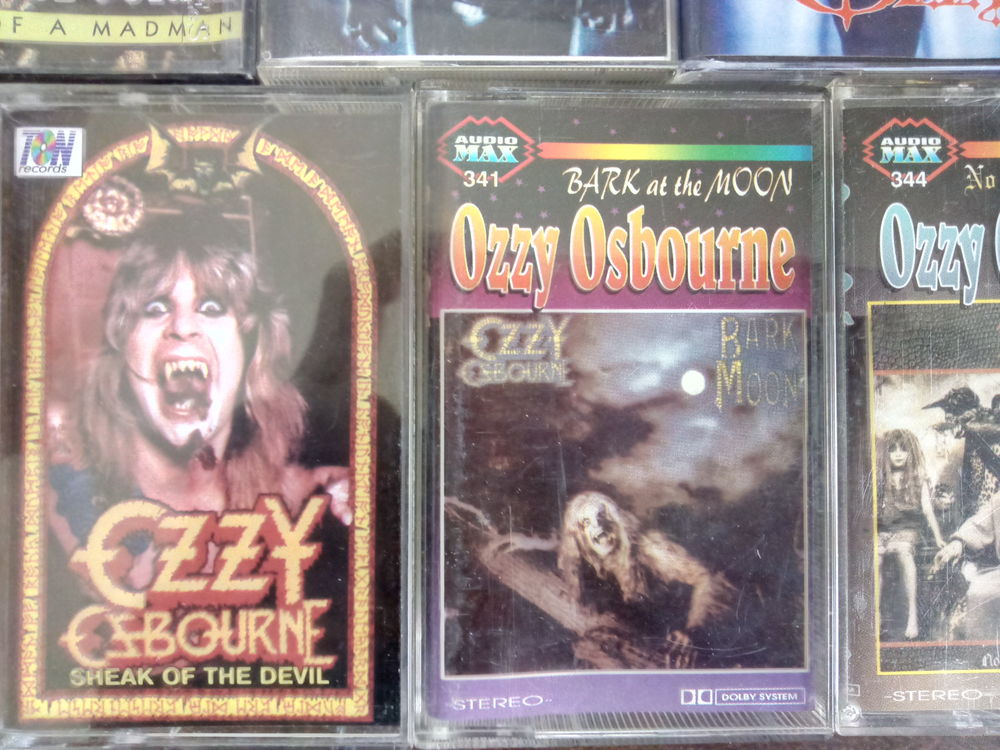 OF A MADMAN
TON
records
OZZY
OSBOURNE
SHEAK OF THE DEVIL
AUDIO
MAX
341
BARK at the MOON
Ozzy Osbourne
OZZY
OSBOURNE
BARK
MOON
STEREO
DOLBY SYSTEM
AUDIO
MAX
344
No
Ozzy
STEREO